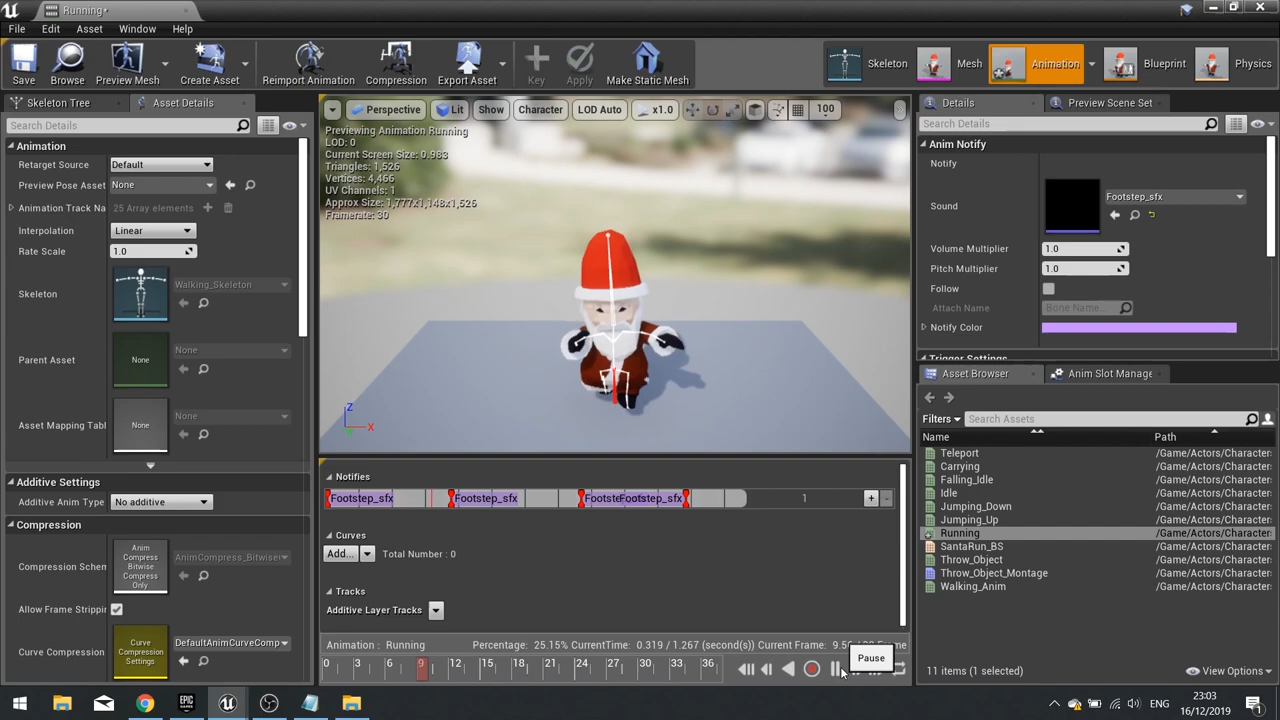 Running*
File Edit Asset Window Help
Save Browse Preview Mesh Create Asset Reimport Animation Compression Export Asset Key Apply Make Static Mesh Skeleton Mesh Animation Blueprint Physics
Skeleton Tree Asset Details
Search Details
Animation
Retarget Source Default
Preview Pose Asset None
Animation Track Na 25 Array elements
Interpolation Linear
Rate Scale 1.0
Skeleton Walking_Skeleton
Parent Asset None None
Asset Mapping Tabl None None
Additive Settings
Additive Anim Type No additive
Compression
Compression Schem Anim Compress Bitwise Compress Only AnimCompress_Bitwise
Allow Frame Strippin
Curve Compression Curve Compression Settings DefaultAnimCurveComp
Perspective Lit Show Character LOD Auto x1.0 100
Previewing Animation Running
LOD: 0
Current Screen Size: 0.983
Triangles: 1,526
Vertices: 4,466
UV Channels: 1
Approx Size: 1,777x1,148x1,526
Framerate: 30
Z
X
Notifies
Footstep_sfx Footstep_sfx Footste Footstep_sfx 1
Curves
Add... Total Number : 0
Tracks
Additive Layer Tracks
Animation : Running Percentage: 25.15% CurrentTime: 0.319 / 1.267 (second(s)) Current Frame: 9.5
0 3 6 9 12 15 18 21 24 27 30 33 36
Pause
Details Preview Scene Set
Search Details
Anim Notify
Notify
Sound Footstep_sfx
Volume Multiplier 1.0
Pitch Multiplier 1.0
Follow
Attach Name Bone Name...
Notify Color
Trigger Settings
Asset Browser Anim Slot Manage
Filters Search Assets
Name Path
Teleport /Game/Actors/Character
Carrying /Game/Actors/Character
Falling_Idle /Game/Actors/Character
Idle /Game/Actors/Character
Jumping_Down /Game/Actors/Character
Jumping_Up /Game/Actors/Character
Running /Game/Actors/Character
SantaRun_BS /Game/Actors/Character
Throw_Object /Game/Actors/Character
Throw_Object_Montage /Game/Actors/Character
Walking_Anim /Game/Actors/Character
11 items (1 selected) View Options
EPIC GAMES
ENG
23:03
16/12/2019